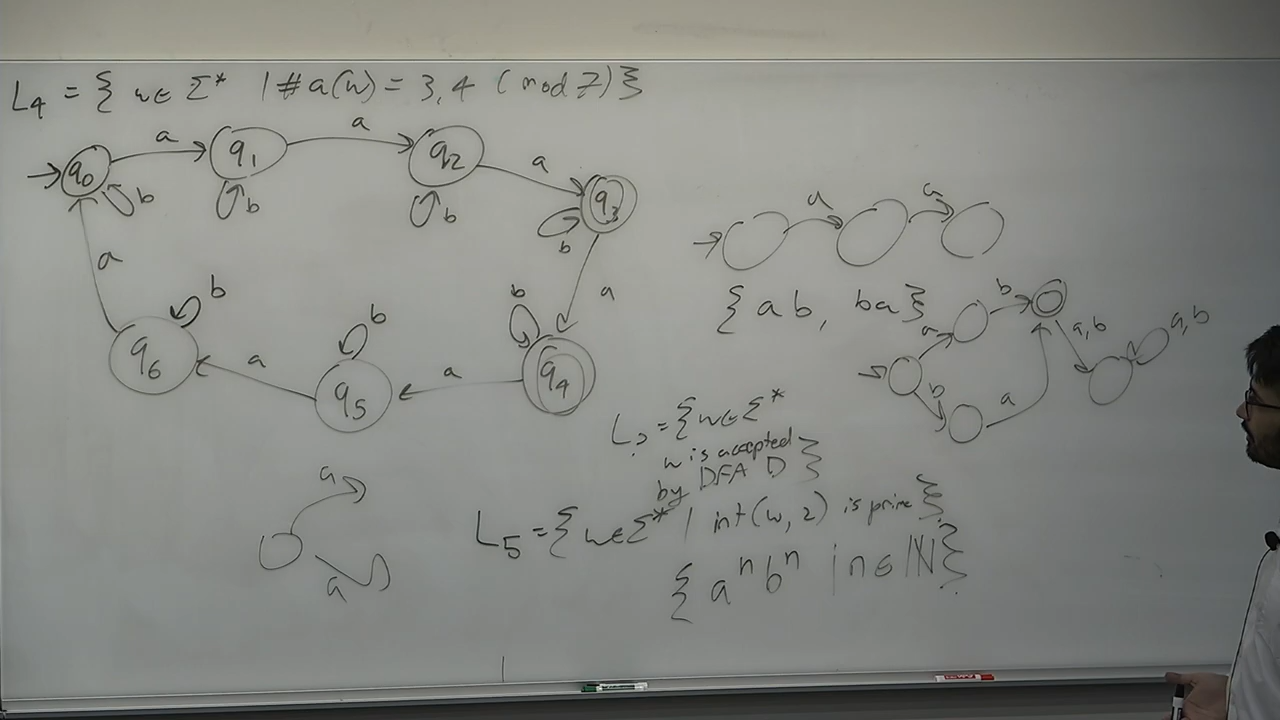 L4 = { w ∈ Σ* | #a(w) = 3,4 (mod 7) }
a a a
q0 q1 q2 q3
b b b b
a a
b b b
q6 q5 q4
a a
a a
{ ab, ba }
a b a,b a,b
b a
L? = { w ∈ Σ*
w is accepted
by DFA D }
L5 = { w ∈ Σ* | int(w, 2) is prime }
{ a^n b^n | n ∈ ℕ }
a
a